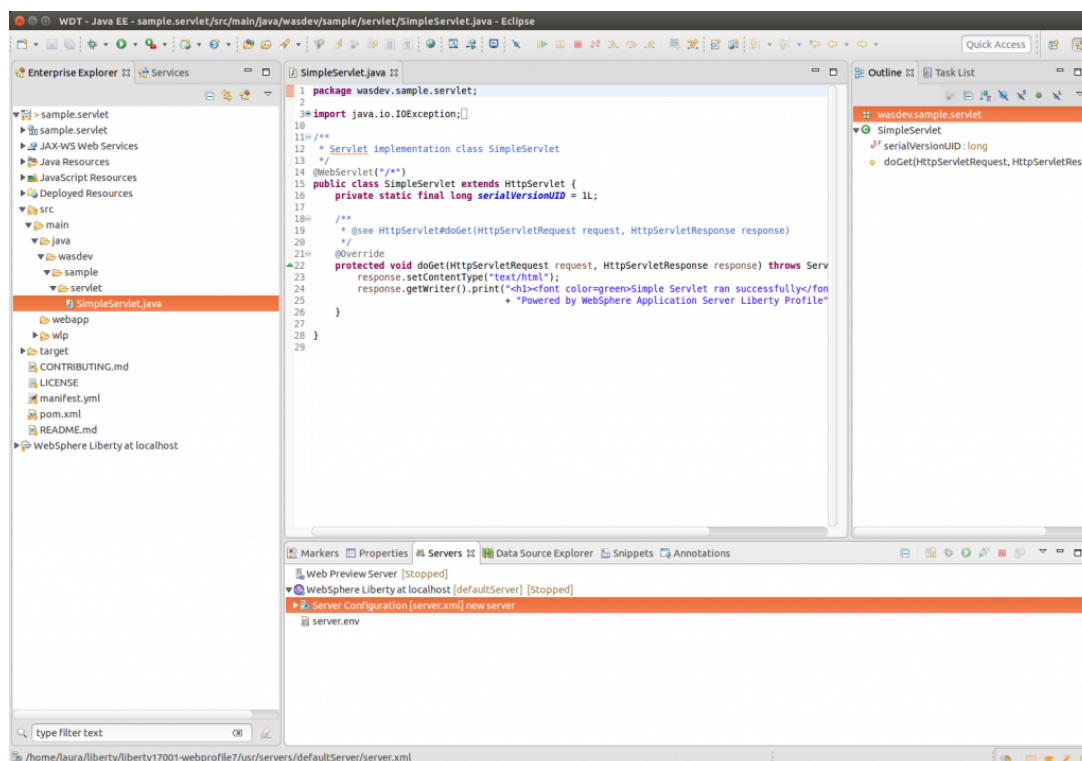 WDT - Java EE - sample.servlet/src/main/java/wasdev/sample/servlet/SimpleServlet.java - Eclipse
Quick Access
Enterprise Explorer Services
> sample.servlet
sample.servlet
JAX-WS Web Services
Java Resources
JavaScript Resources
Deployed Resources
src
main
java
wasdev
sample
servlet
SimpleServlet.java
webapp
wlp
target
CONTRIBUTING.md
LICENSE
manifest.yml
pom.xml
README.md
WebSphere Liberty at localhost
type filter text
SimpleServlet.java
1 package wasdev.sample.servlet;
2
3 import java.io.IOException;
10
11 /**
12 * Servlet implementation class SimpleServlet
13 */
14 @WebServlet("/*")
15 public class SimpleServlet extends HttpServlet {
16 private static final long serialVersionUID = 1L;
17
18 /**
19 * @see HttpServlet#doGet(HttpServletRequest request, HttpServletResponse response)
20 */
21 @Override
22 protected void doGet(HttpServletRequest request, HttpServletResponse response) throws Serv
23 response.setContentType("text/html");
24 response.getWriter().print("<h1><font color=green>Simple Servlet ran successfully</fon
25 + "Powered by WebSphere Application Server Liberty Profile"
26 }
27
28 }
29
Outline Task List
wasdev.sample.servlet
SimpleServlet
serialVersionUID : long
doGet(HttpServletRequest, HttpServletRes
Markers Properties Servers Data Source Explorer Snippets Annotations
Web Preview Server [Stopped]
WebSphere Liberty at localhost [defaultServer] [Stopped]
Server Configuration [server.xml] new server
server.env
/home/laura/liberty/liberty17001-webprofile7/usr/servers/defaultServer/server.xml